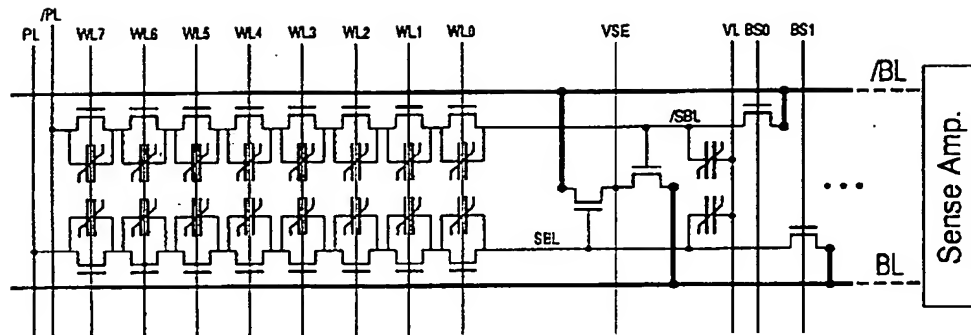 /PL
PL WL7 WL6 WL5 WL4 WL3 WL2 WL1 WL0 VSE VL BS0 BS1
/BL
/SBL
SBL
BL
Sense Amp.